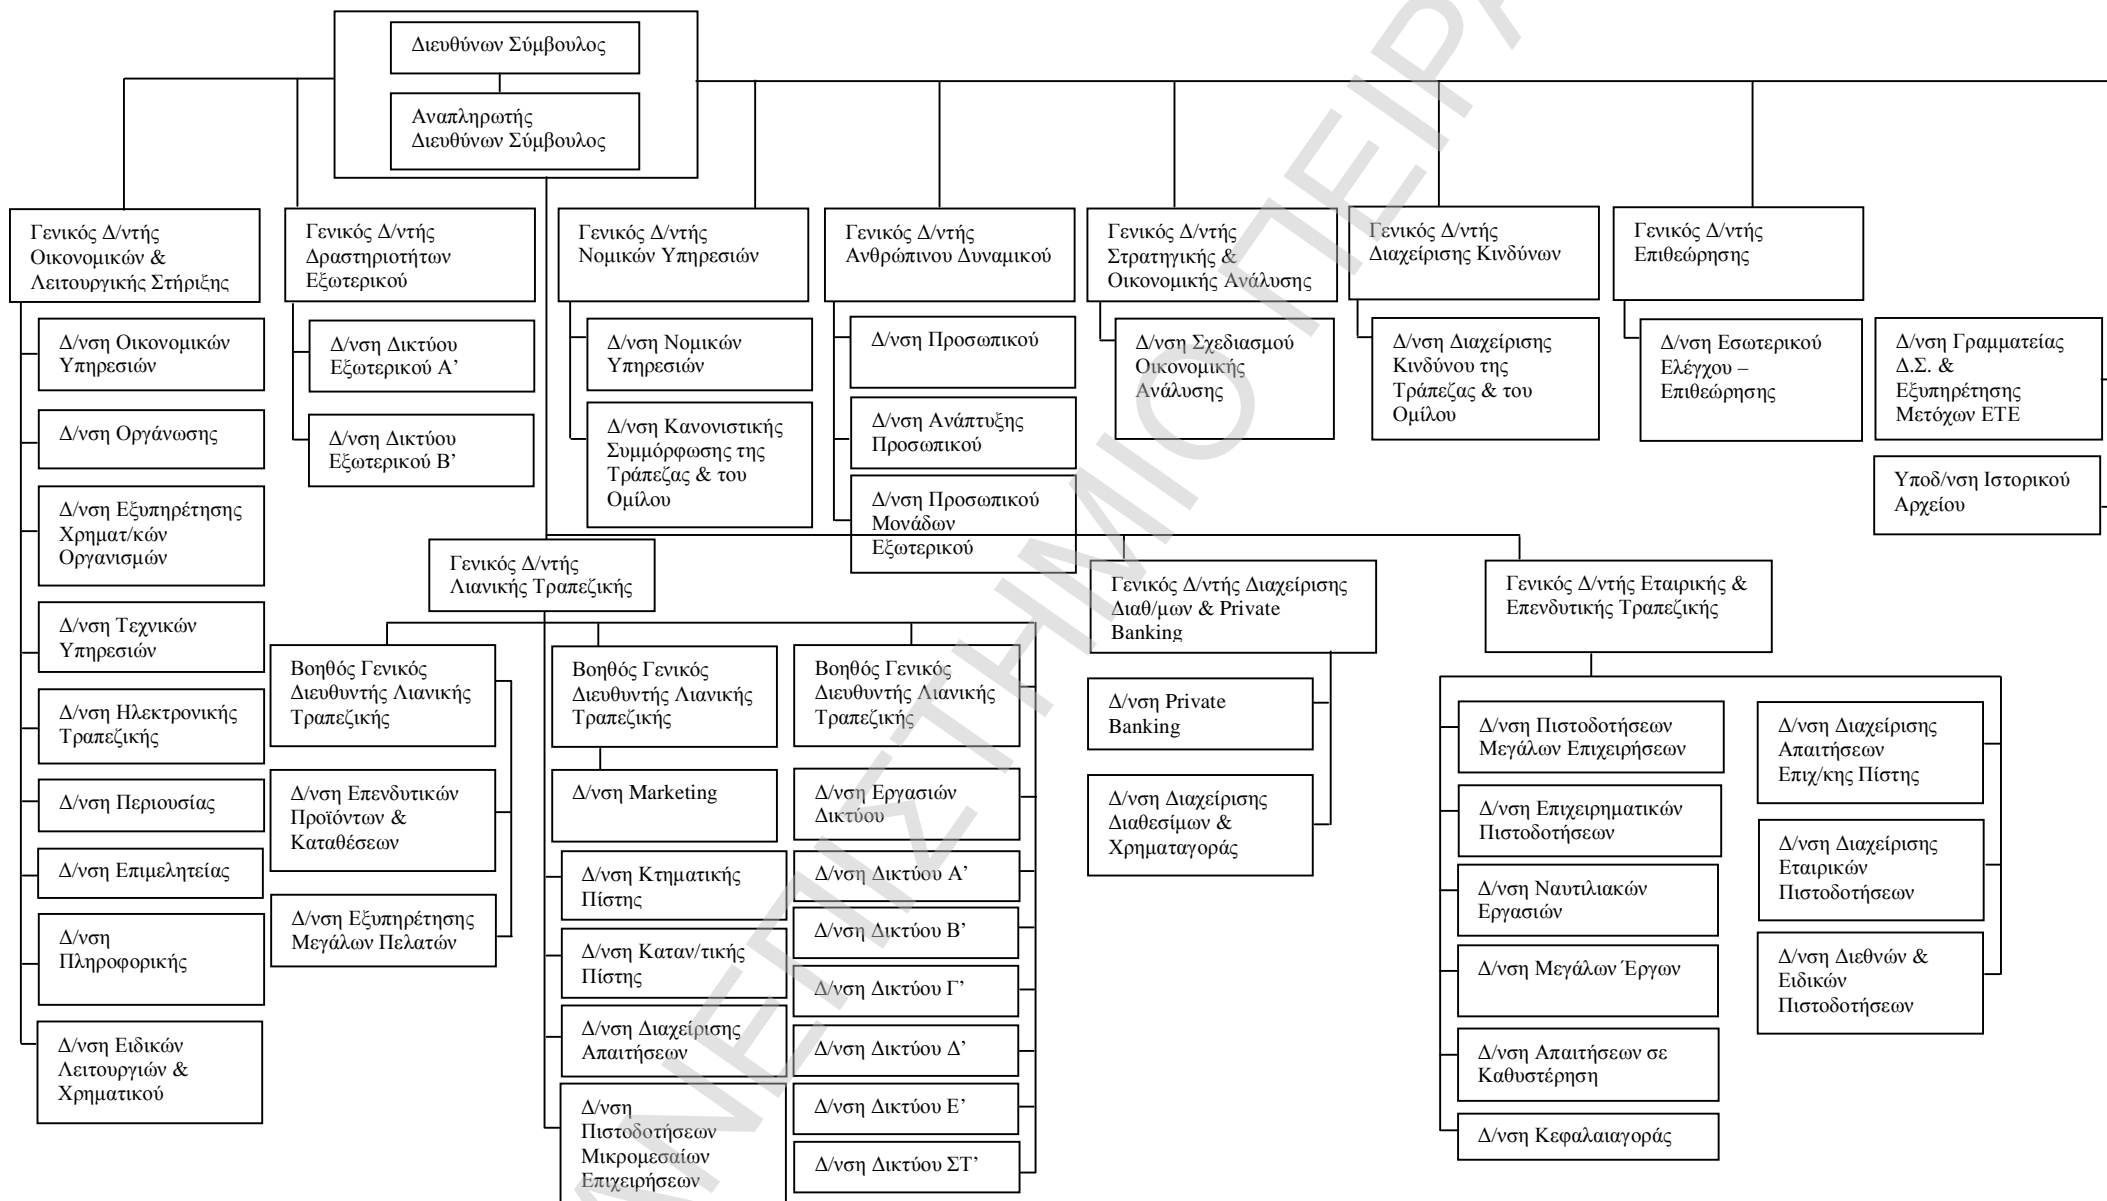 Διευθύνων Σύμβουλος
Αναπληρωτής
Διευθύνων Σύμβουλος
Γενικός Δ/ντής
Οικονομικών &
Λειτουργικής Στήριξης
Γενικός Δ/ντής
Δραστηριοτήτων
Εξωτερικού
Γενικός Δ/ντής
Νομικών Υπηρεσιών
Γενικός Δ/ντής
Ανθρώπινου Δυναμικού
Γενικός Δ/ντής
Στρατηγικής &
Οικονομικής Ανάλυσης
Γενικός Δ/ντής
Διαχείρισης Κινδύνων
Γενικός Δ/ντής
Επιθεώρησης
Δ/νση Οικονομικών
Υπηρεσιών
Δ/νση Οργάνωσης
Δ/νση Εξυπηρέτησης
Χρηματ/κών
Οργανισμών
Δ/νση Τεχνικών
Υπηρεσιών
Δ/νση Ηλεκτρονικής
Τραπεζικής
Δ/νση Περιουσίας
Δ/νση Επιμελητείας
Δ/νση
Πληροφορικής
Δ/νση Ειδικών
Λειτουργιών &
Χρηματικού
Δ/νση Δικτύου
Εξωτερικού Α’
Δ/νση Δικτύου
Εξωτερικού Β’
Δ/νση Νομικών
Υπηρεσιών
Δ/νση Κανονιστικής
Συμμόρφωσης της
Τράπεζας & του
Ομίλου
Δ/νση Προσωπικού
Δ/νση Ανάπτυξης
Προσωπικού
Δ/νση Προσωπικού
Μονάδων
Εξωτερικού
Δ/νση Σχεδιασμού
Οικονομικής
Ανάλυσης
Δ/νση Διαχείρισης
Κινδύνου της
Τράπεζας & του
Ομίλου
Δ/νση Εσωτερικού
Ελέγχου –
Επιθεώρησης
Δ/νση Γραμματείας
Δ.Σ. &
Εξυπηρέτησης
Μετόχων ΕΤΕ
Υποδ/νση Ιστορικού
Αρχείου
Γενικός Δ/ντής
Λιανικής Τραπεζικής
Γενικός Δ/ντής Διαχείρισης
Διαθ/μων & Private
Banking
Γενικός Δ/ντής Εταιρικής &
Επενδυτικής Τραπεζικής
Βοηθός Γενικός
Διευθυντής Λιανικής
Τραπεζικής
Δ/νση Επενδυτικών
Προϊόντων &
Καταθέσεων
Δ/νση Εξυπηρέτησης
Μεγάλων Πελατών
Βοηθός Γενικός
Διευθυντής Λιανικής
Τραπεζικής
Δ/νση Marketing
Δ/νση Κτηματικής
Πίστης
Δ/νση Καταν/τικής
Πίστης
Δ/νση Διαχείρισης
Απαιτήσεων
Δ/νση
Πιστοδοτήσεων
Μικρομεσαίων
Επιχειρήσεων
Βοηθός Γενικός
Διευθυντής Λιανικής
Τραπεζικής
Δ/νση Εργασιών
Δικτύου
Δ/νση Δικτύου Α’
Δ/νση Δικτύου Β’
Δ/νση Δικτύου Γ’
Δ/νση Δικτύου Δ’
Δ/νση Δικτύου Ε’
Δ/νση Δικτύου ΣΤ’
Δ/νση Private
Banking
Δ/νση Διαχείρισης
Διαθεσίμων &
Χρηματαγοράς
Δ/νση Πιστοδοτήσεων
Μεγάλων Επιχειρήσεων
Δ/νση Επιχειρηματικών
Πιστοδοτήσεων
Δ/νση Ναυτιλιακών
Εργασιών
Δ/νση Μεγάλων Έργων
Δ/νση Απαιτήσεων σε
Καθυστέρηση
Δ/νση Κεφαλαιαγοράς
Δ/νση Διαχείρισης
Απαιτήσεων
Επιχ/κης Πίστης
Δ/νση Διαχείρισης
Εταιρικών
Πιστοδοτήσεων
Δ/νση Διεθνών &
Ειδικών
Πιστοδοτήσεων
ΑΝΕΠΙΣΤΗΜΙΟ ΠΕΙΡΑ